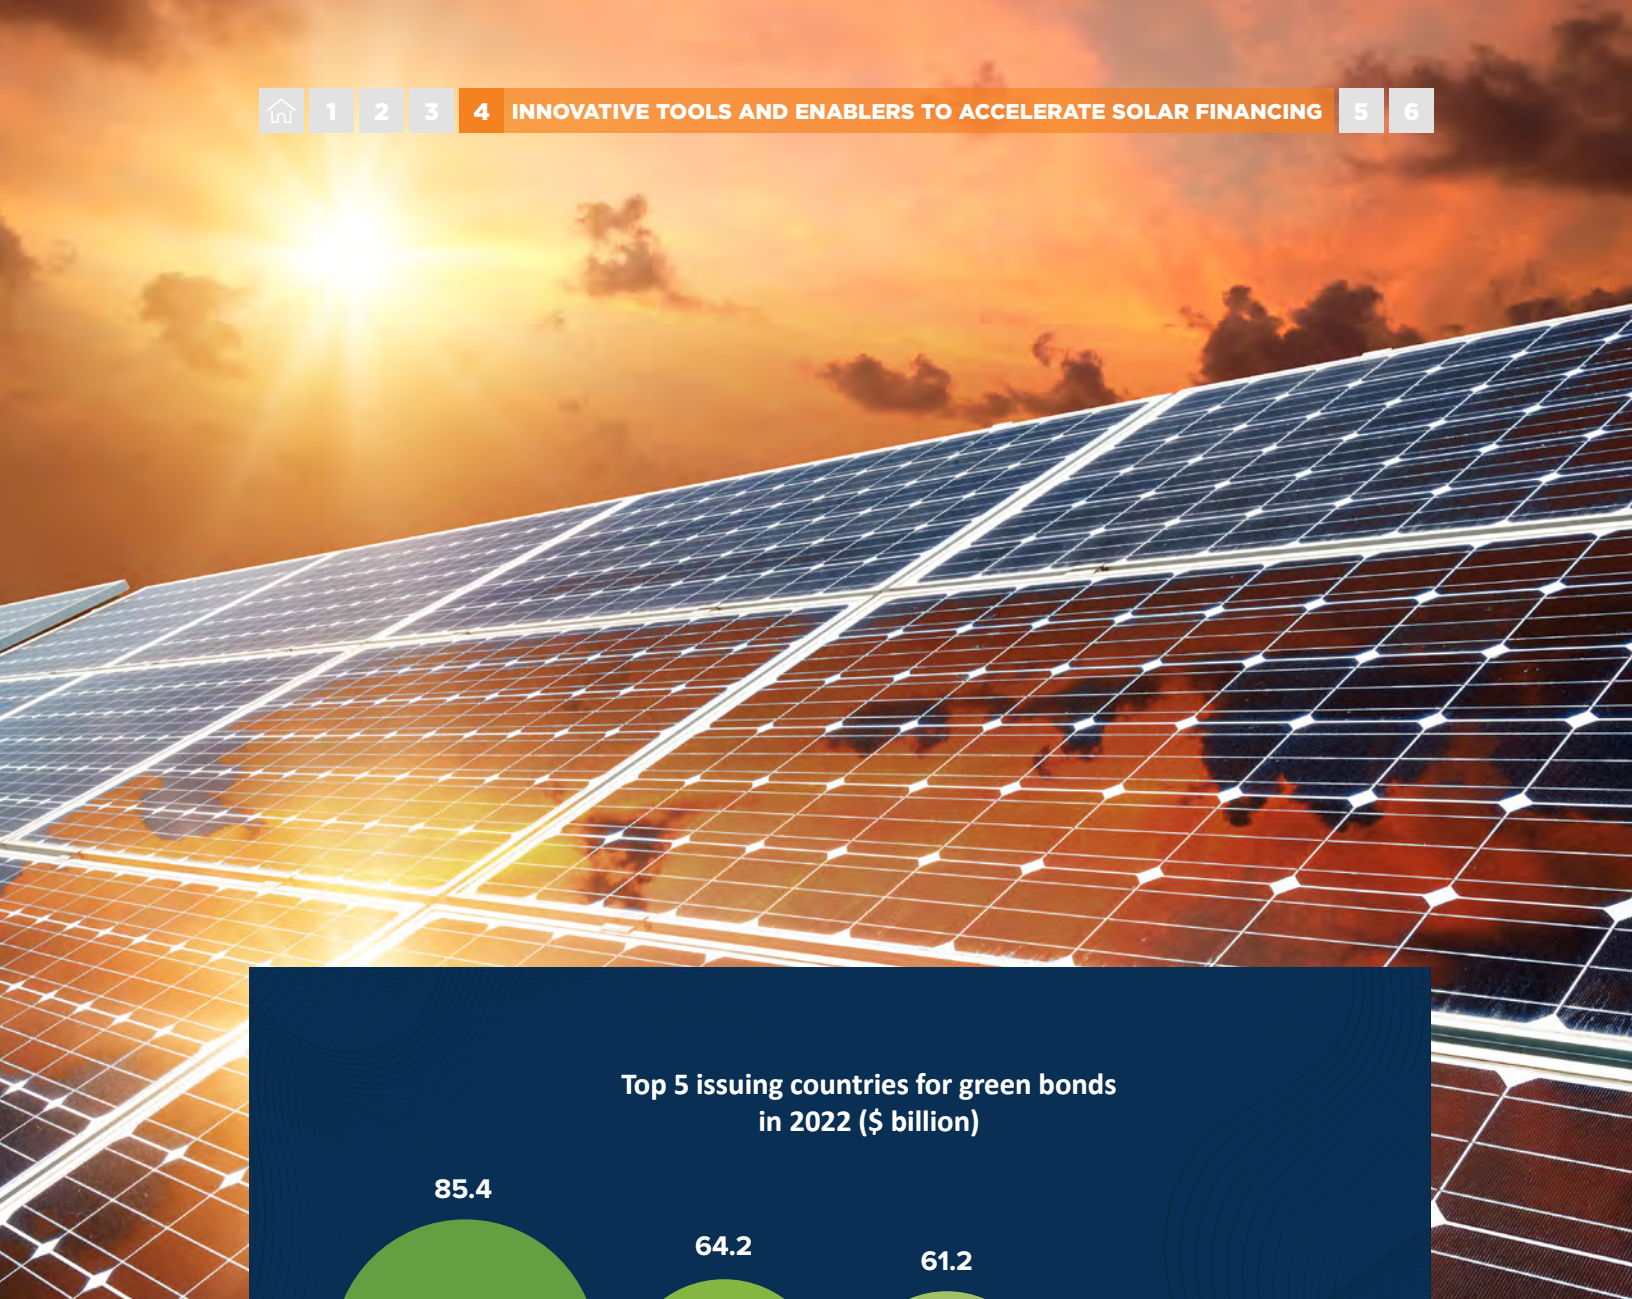 1 2 3 4 INNOVATIVE TOOLS AND ENABLERS TO ACCELERATE SOLAR FINANCING 5 6
Top 5 issuing countries for green bonds
in 2022 ($ billion)
85.4
64.2
61.2